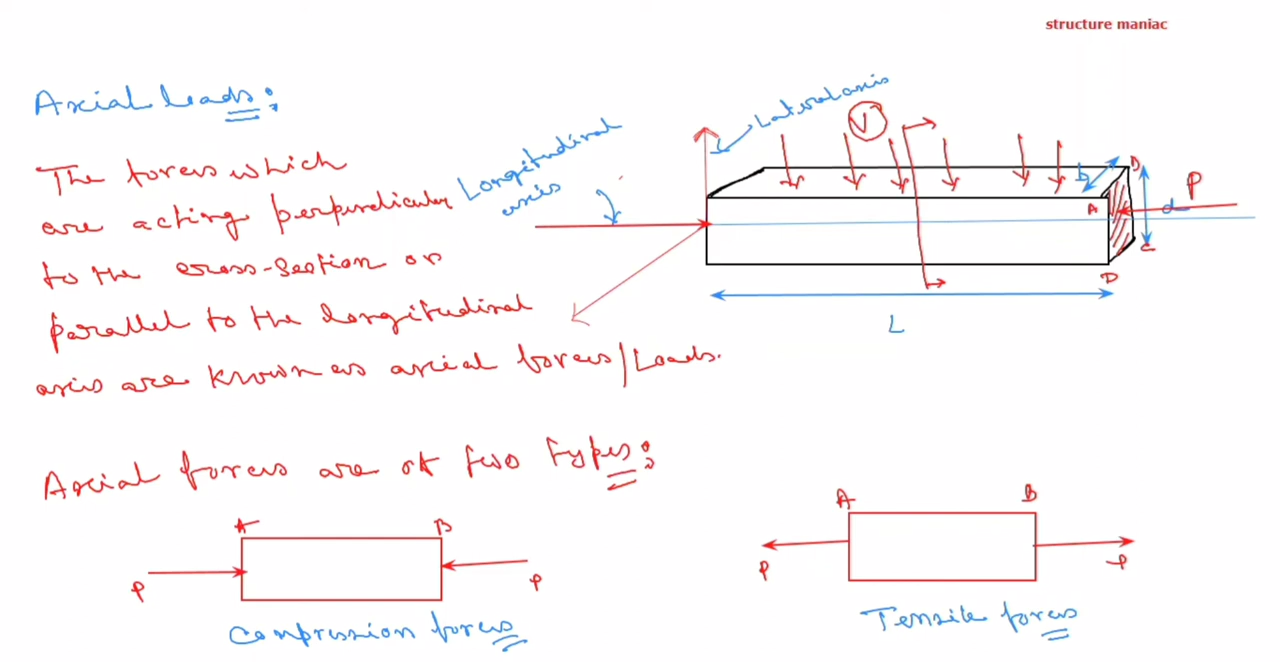 structure maniac
Axial loads:
The forces which
are acting perpendicular
to the cross-section or
parallel to the longitudinal
axis are known as axial forces/Loads.
Longitudinal
axis
Lateral axis
V
b
B
A
P
d
C
D
L
Axial forces are of two types:
A
B
P
P
Compression forces
A
B
P
P
Tensile forces